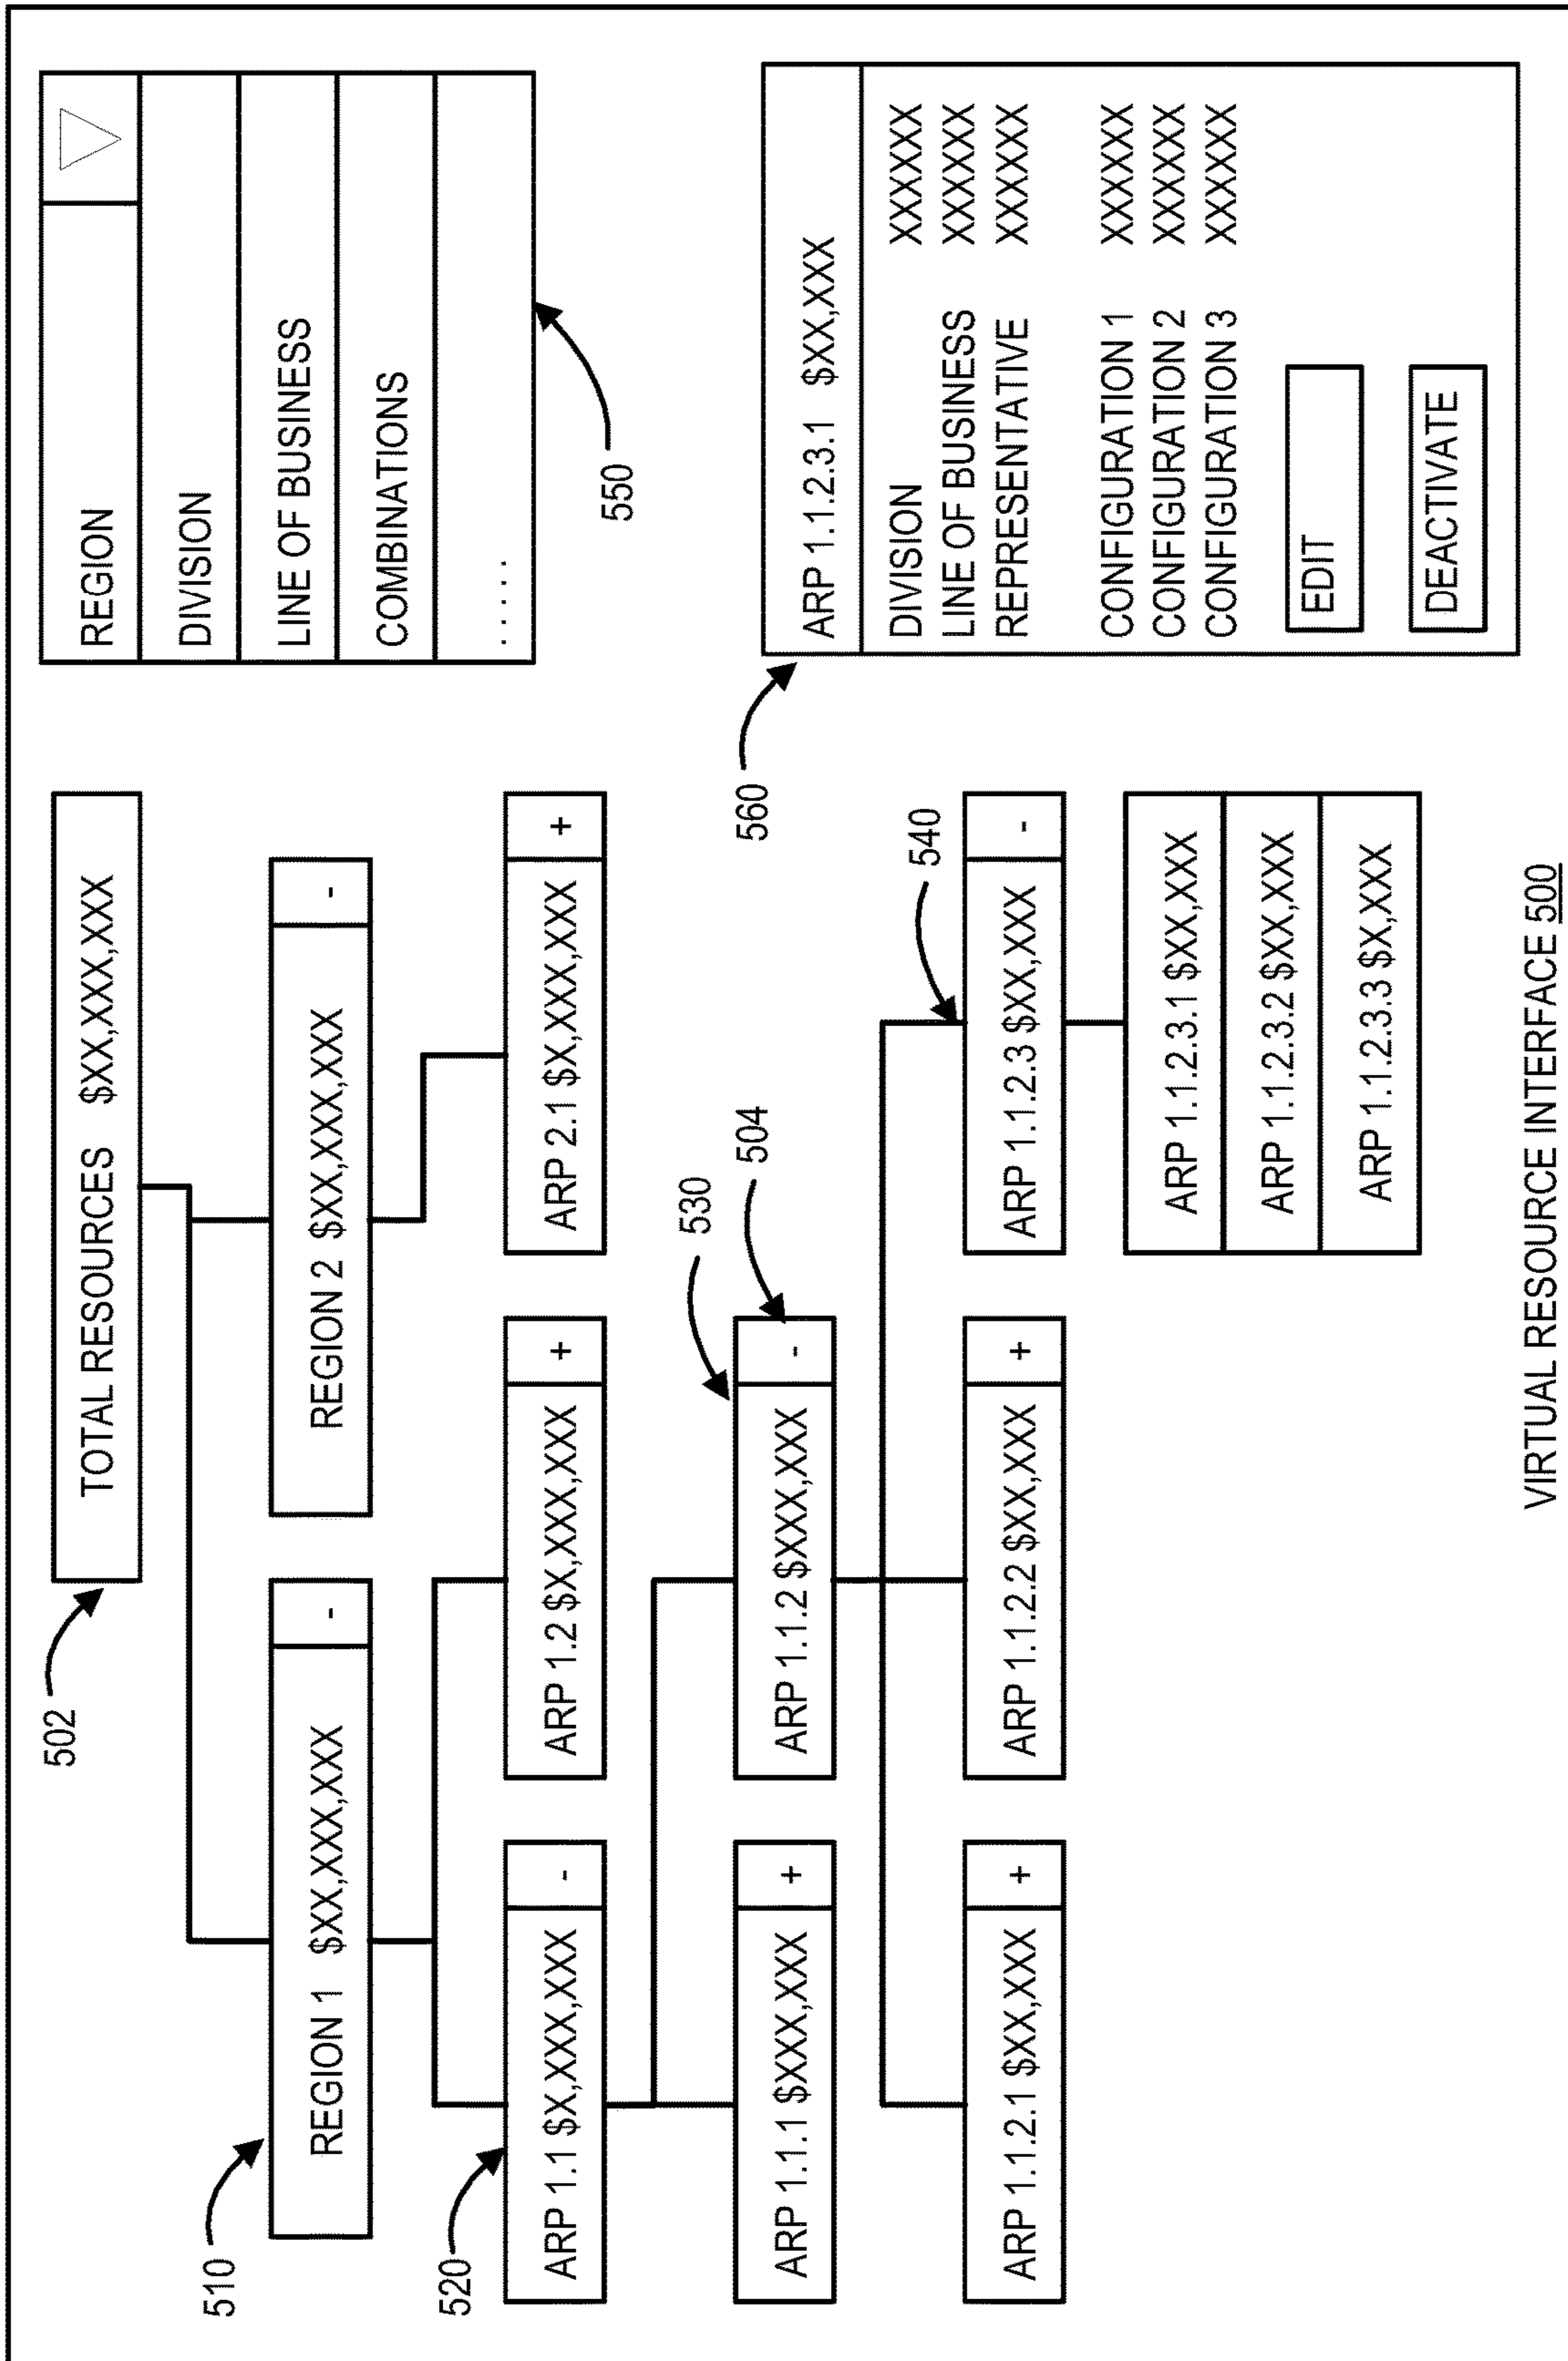 502
TOTAL RESOURCES $XX,XXX,XXX
510
REGION 1 $XX,XXX,XXX -
REGION 2 $XX,XXX,XXX -
520
ARP 1.1 $X,XXX,XXX -
ARP 1.2 $X,XXX,XXX +
ARP 2.1 $X,XXX,XXX +
530
504
ARP 1.1.1 $XXX,XXX +
ARP 1.1.2 $XXX,XXX -
540
ARP 1.1.2.1 $XX,XXX +
ARP 1.1.2.2 $XX,XXX +
ARP 1.1.2.3 $XX,XXX -
ARP 1.1.2.3.1 $XX,XXX
ARP 1.1.2.3.2 $XX,XXX
ARP 1.1.2.3.3 $X,XXX
REGION
DIVISION
LINE OF BUSINESS
COMBINATIONS
.....
550
560
ARP 1.1.2.3.1 $XX,XXX
DIVISION XXXXXX
LINE OF BUSINESS XXXXXX
REPRESENTATIVE XXXXXX
CONFIGURATION 1 XXXXXX
CONFIGURATION 2 XXXXXX
CONFIGURATION 3 XXXXXX
EDIT
DEACTIVATE
VIRTUAL RESOURCE INTERFACE 500